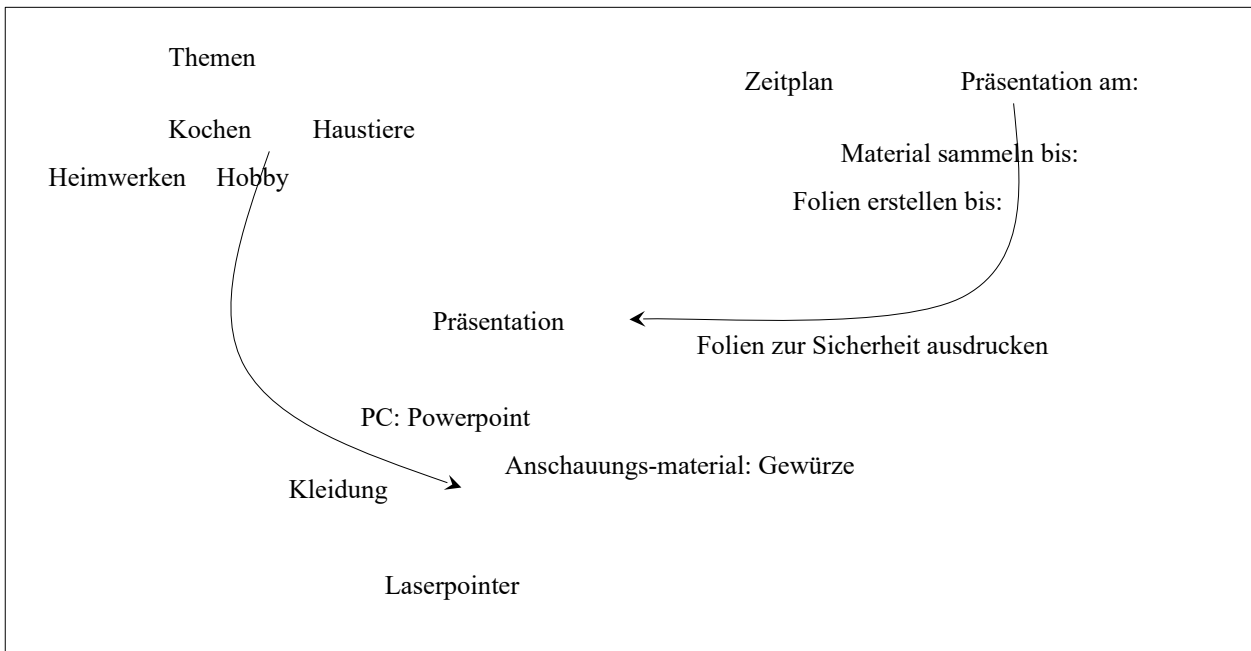 Themen
Zeitplan
Präsentation am:
Kochen
Haustiere
Material sammeln bis:
Heimwerken
Hobby
Folien erstellen bis:
Präsentation
Folien zur Sicherheit ausdrucken
PC: Powerpoint
Anschauungs-material: Gewürze
Kleidung
Laserpointer